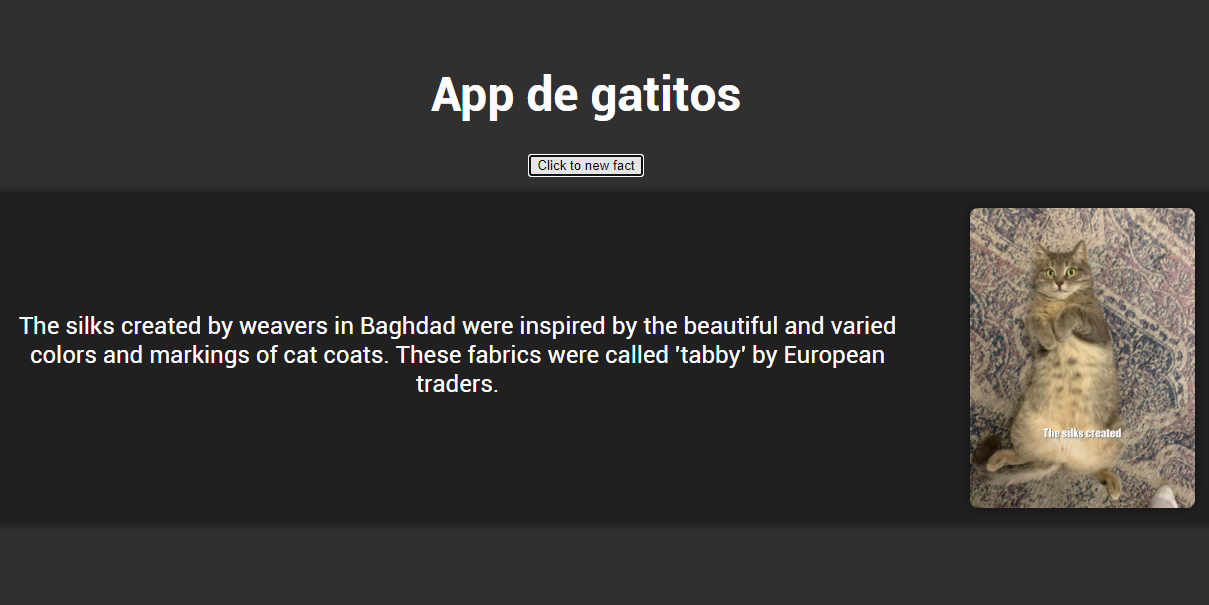 App de gatitos
Click to new fact
The silks created by weavers in Baghdad were inspired by the beautiful and varied
colors and markings of cat coats. These fabrics were called 'tabby' by European
traders.
The silks created